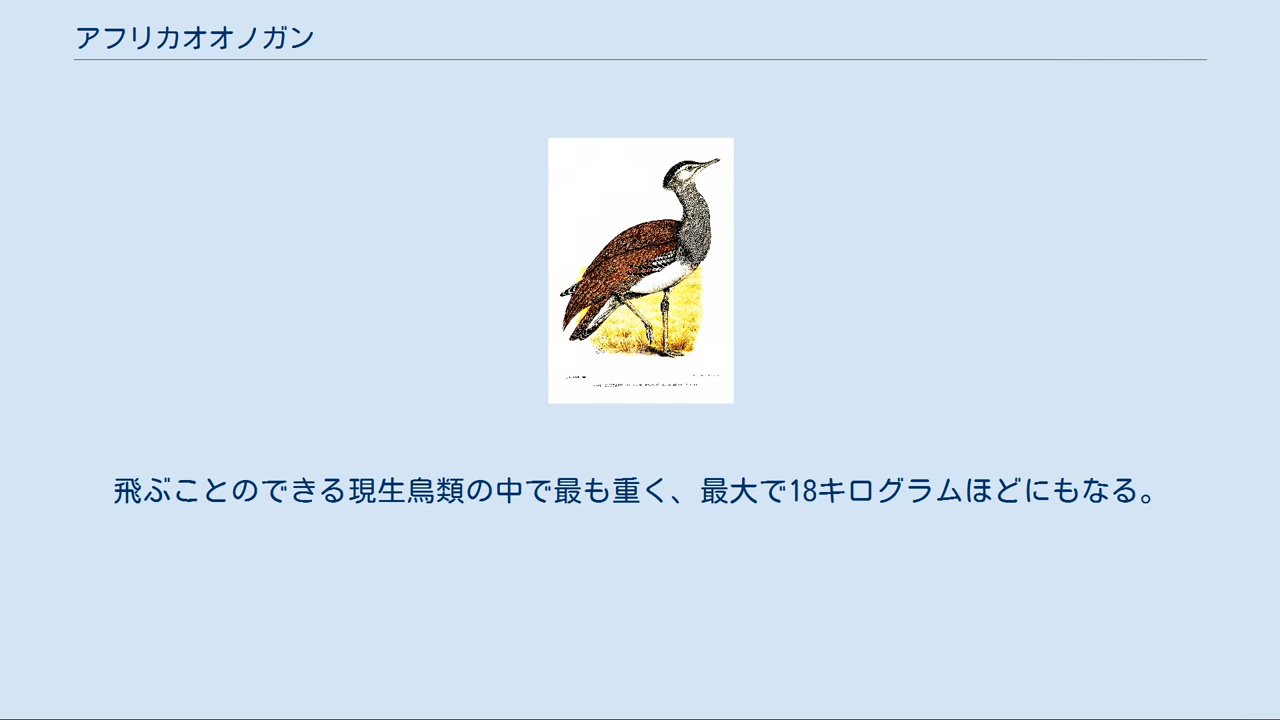 アフリカオオノガン
飛ぶことのできる現生鳥類の中で最も重く、最大で18キログラムほどにもなる。